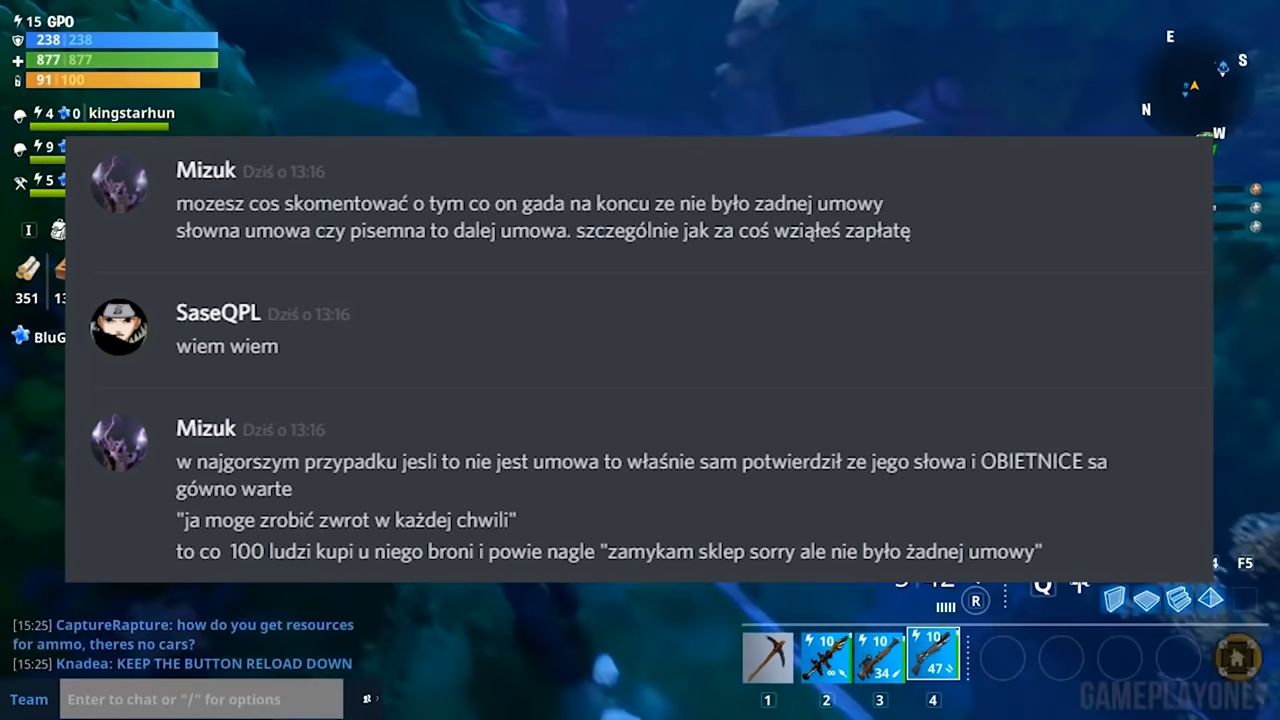 15 GPO
238 | 238
877 | 877
91 | 100
4 0 | kingstarhun
9
5
E
S
N
W
I
351
BluG
Mizuk Dziś o 13:16
mozesz cos skomentować o tym co on gada na koncu ze nie było zadnej umowy
słowna umowa czy pisemna to dalej umowa. szczególnie jak za coś wziąłeś zapłatę
SaseQPL Dziś o 13:16
wiem wiem
Mizuk Dziś o 13:16
w najgorszym przypadku jesli to nie jest umowa to właśnie sam potwierdził ze jego słowa i OBIETNICE sa
gówno warte
"ja moge zrobić zwrot w każdej chwili"
to co 100 ludzi kupi u niego broni i powie nagle "zamykam sklep sorry ale nie było żadnej umowy"
F5
R
Q
[15:25] CaptureRapture: how do you get resources
for ammo, theres no cars?
[15:25] Knadea: KEEP THE BUTTON RELOAD DOWN
Team Enter to chat or "/" for options
10 10 10
∞ 34 47
1 2 3 4
GAMEPLAYONE